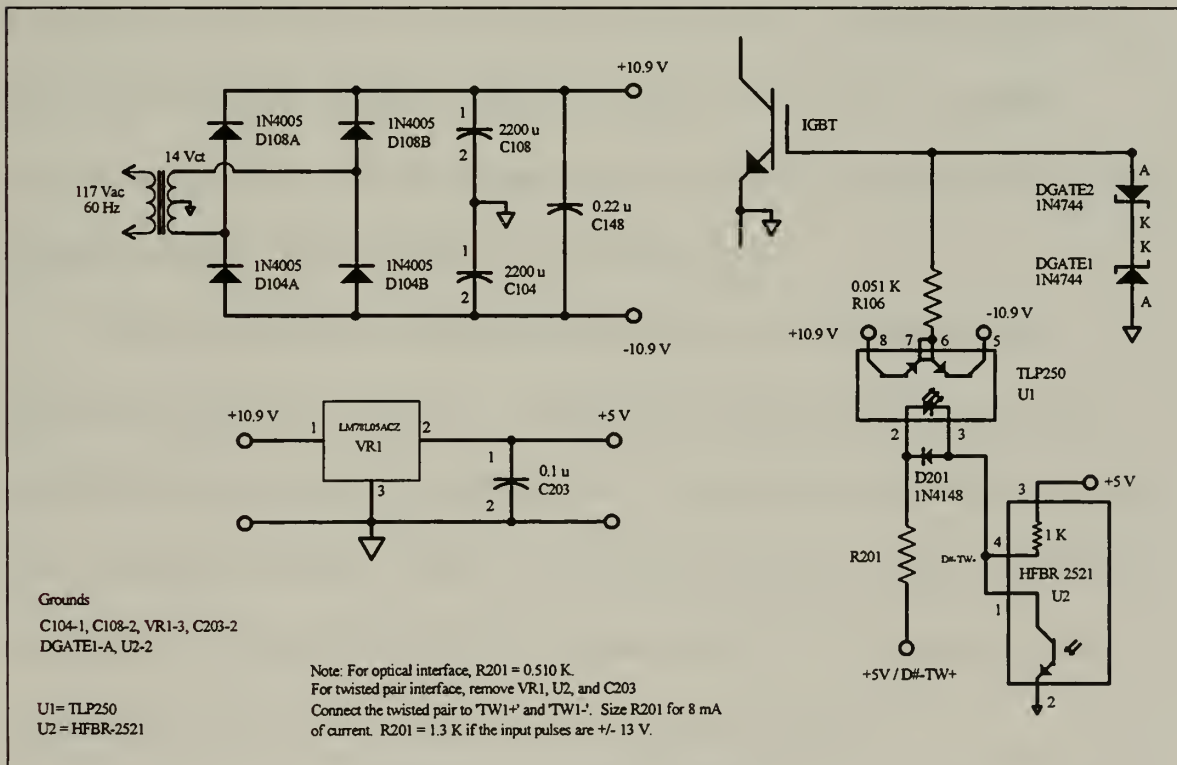 +10.9 V
1N4005
D108A
1N4005
D108B
1
2200 u
C108
2
14 Vct
117 Vac
60 Hz
0.22 u
C148
1N4005
D104A
1N4005
D104B
1
2200 u
C104
2
-10.9 V
IGBT
A
DGATE2
1N4744
K
K
DGATE1
1N4744
A
0.051 K
R106
+10.9 V
-10.9 V
8
7
6
5
TLP250
U1
2
3
D201
1N4148
3
+5 V
1 K
4
D#-TW-
HFBR 2521
U2
1
2
R201
+5V / D#-TW+
+10.9 V
1
LM78L05ACZ
VR1
2
+5 V
3
1
0.1 u
C203
2
Grounds
C104-1, C108-2, VR1-3, C203-2
DGATE1-A, U2-2
U1= TLP250
U2 = HFBR-2521
Note: For optical interface, R201 = 0.510 K.
For twisted pair interface, remove VR1, U2, and C203
Connect the twisted pair to 'TW1+' and 'TW1-'. Size R201 for 8 mA
of current. R201 = 1.3 K if the input pulses are +/- 13 V.